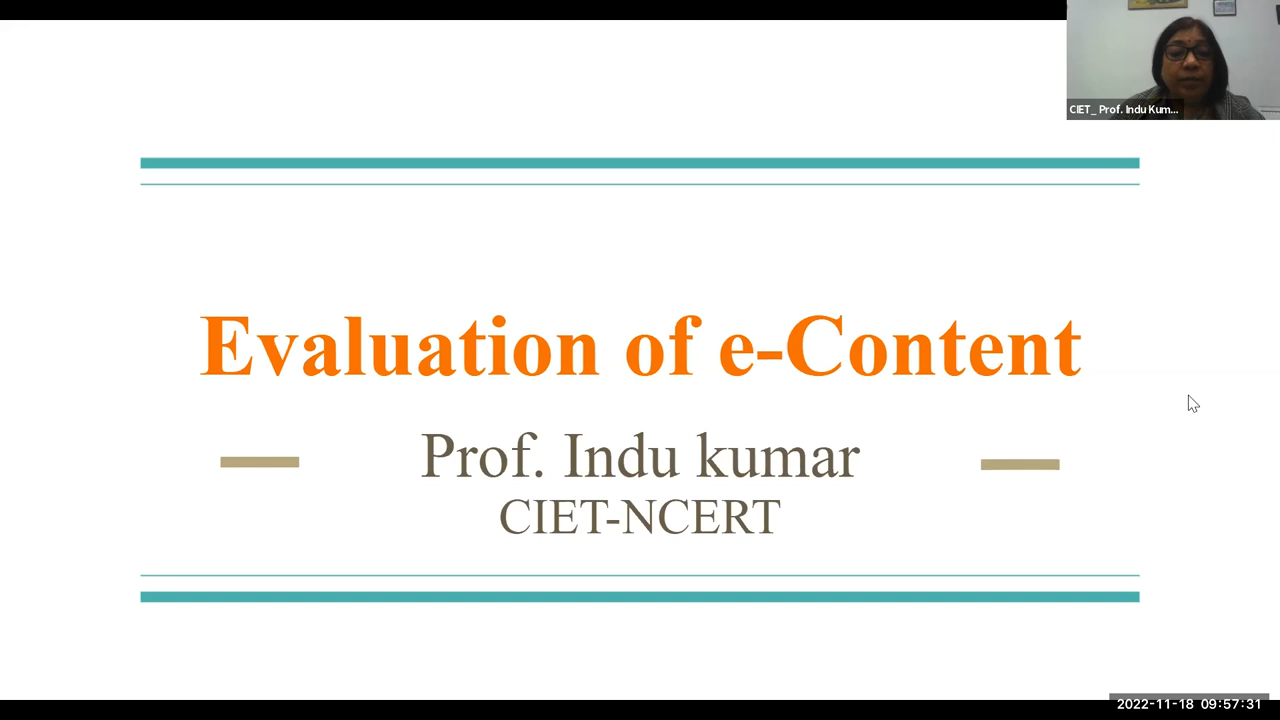 CIET_ Prof. Indu Kum...
Evaluation of e-Content
Prof. Indu kumar
CIET-NCERT
2022-11-18 09:57:31